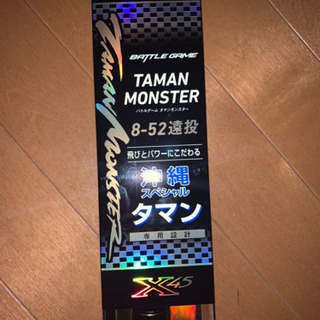 TAMAN MONSTER
BATTLE GAME
TAMAN
MONSTER
バトルゲーム タマンモンスター
8-52遠投
飛びとパワーにこだわる
沖縄
スペシャル
タマン
専用設計
X45